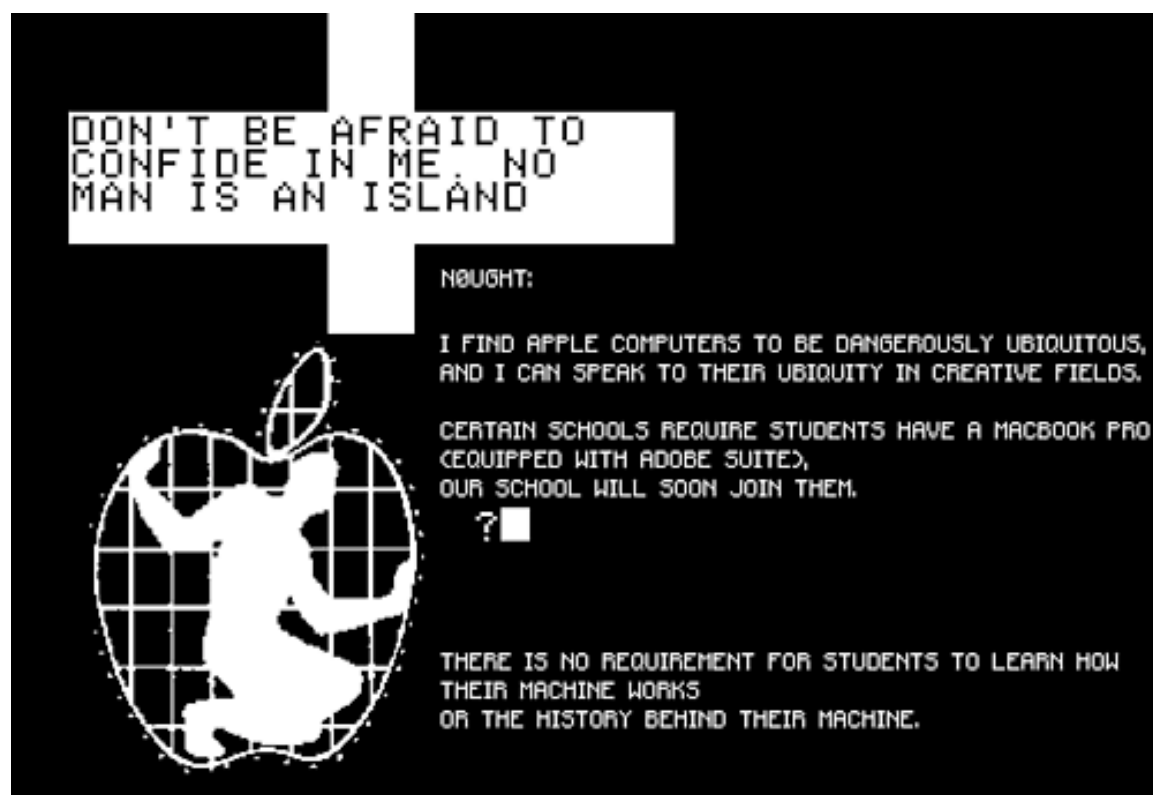 DON'T BE AFRAID TO
CONFIDE IN ME. NO
MAN IS AN ISLAND
N0UGHT:
I FIND APPLE COMPUTERS TO BE DANGEROUSLY UBIQUITOUS,
AND I CAN SPEAK TO THEIR UBIQUITY IN CREATIVE FIELDS.
CERTAIN SCHOOLS REQUIRE STUDENTS HAVE A MACBOOK PRO
(EQUIPPED WITH ADOBE SUITE),
OUR SCHOOL WILL SOON JOIN THEM.
?
THERE IS NO REQUIREMENT FOR STUDENTS TO LEARN HOW
THEIR MACHINE WORKS
OR THE HISTORY BEHIND THEIR MACHINE.